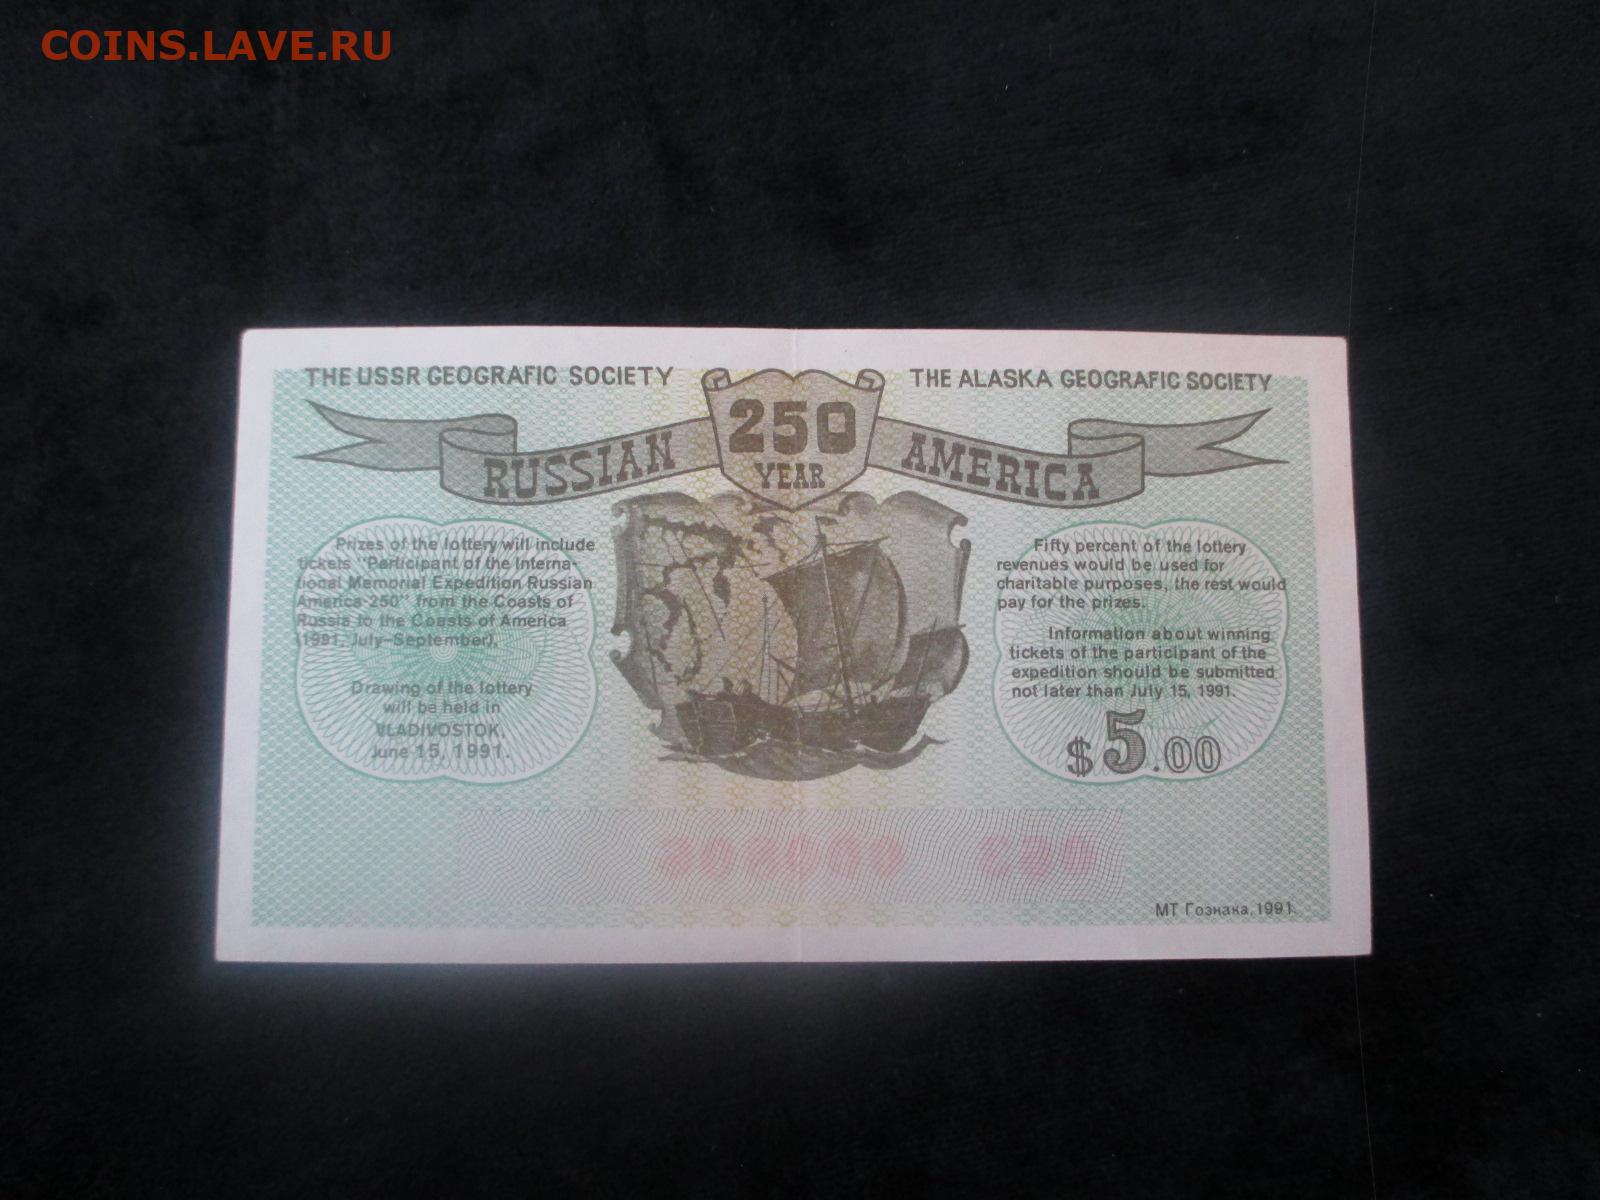 COINS.LAVE.RU
THE USSR GEOGRAFIC SOCIETY
THE ALASKA GEOGRAFIC SOCIETY
250
YEAR
RUSSIAN AMERICA
Prizes of the lottery will include
tickets "Participant of the Interna-
tional Memorial Expedition Russian
America-250" from the Coasts of
Russia to the Coasts of America
(1991, July–September).
Drawing of the lottery
will be held in
VLADIVOSTOK,
June 15, 1991.
Fifty percent of the lottery
revenues would be used for
charitable purposes, the rest would
pay for the prizes.
Information about winning
tickets of the participant of the
expedition should be submitted
not later than July 15, 1991.
$ 5.00
МТ Гознака, 1991.